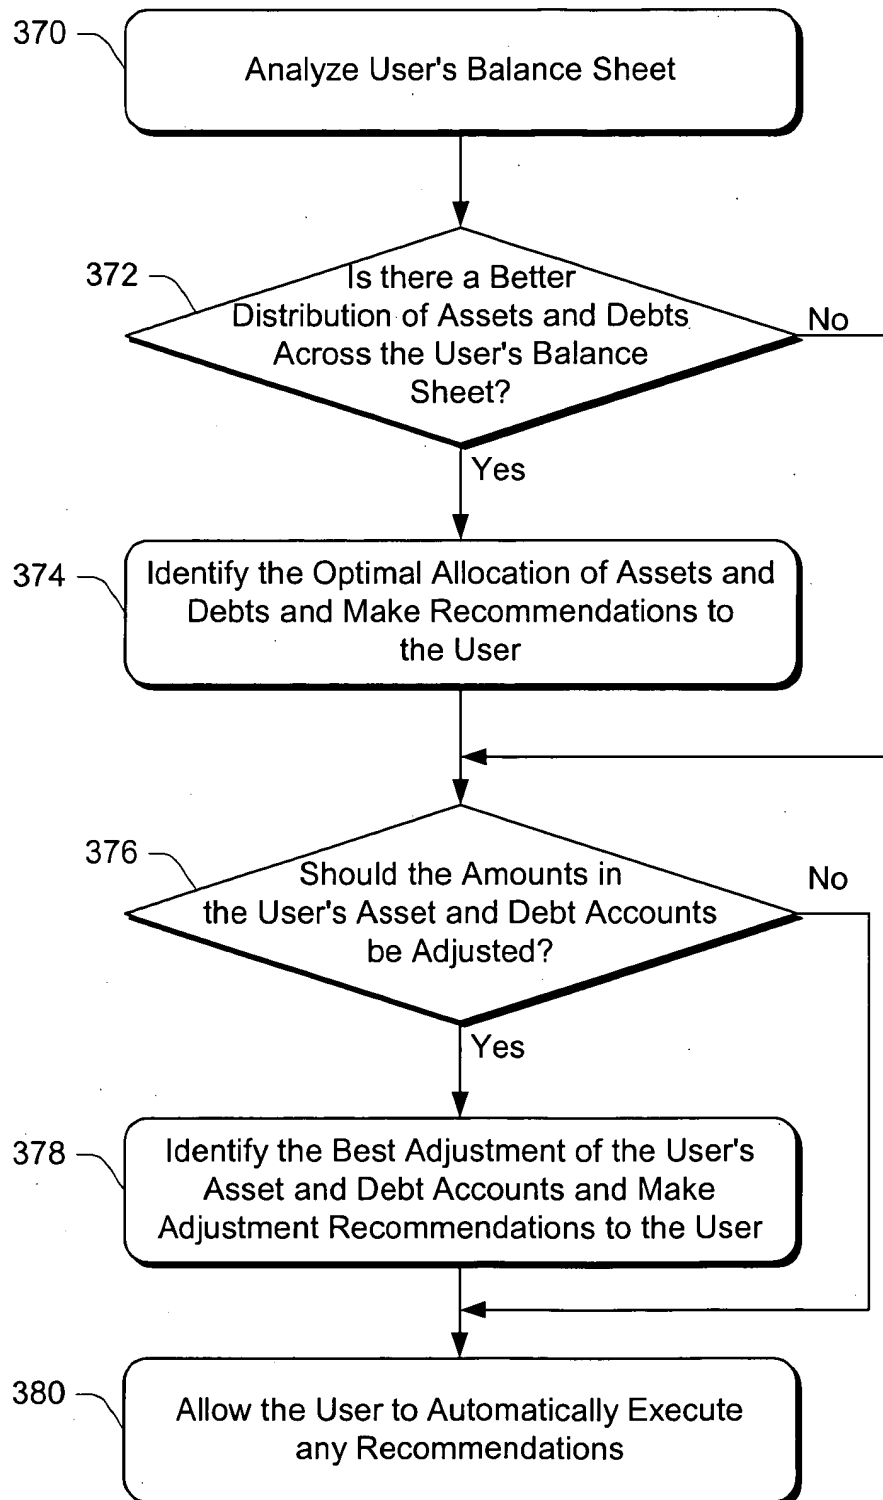 370
Analyze User's Balance Sheet
372
Is there a Better
Distribution of Assets and Debts
Across the User's Balance
Sheet?
No
Yes
374
Identify the Optimal Allocation of Assets and
Debts and Make Recommendations to
the User
376
Should the Amounts in
the User's Asset and Debt Accounts
be Adjusted?
No
Yes
378
Identify the Best Adjustment of the User's
Asset and Debt Accounts and Make
Adjustment Recommendations to the User
380
Allow the User to Automatically Execute
any Recommendations